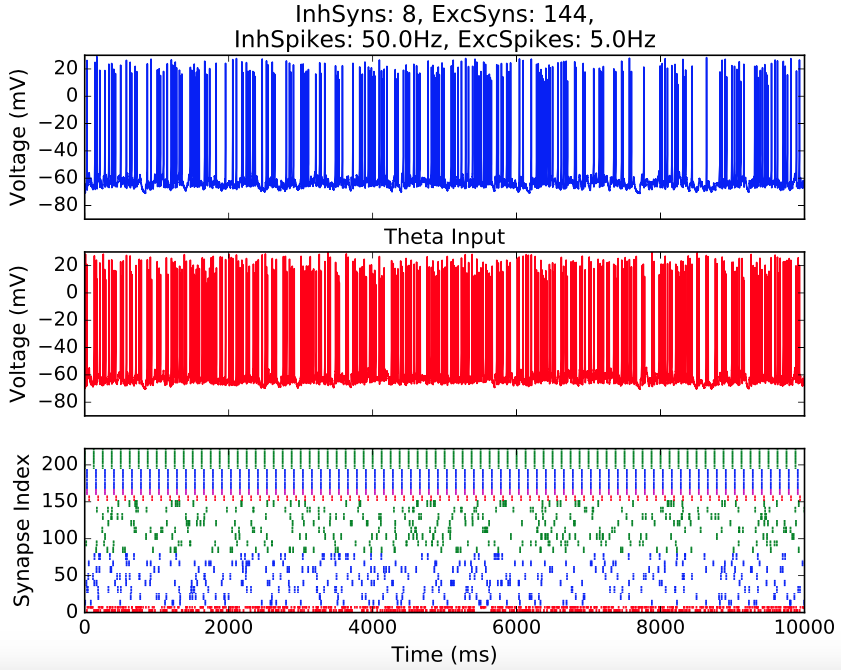 InhSyns: 8, ExcSyns: 144,
InhSpikes: 50.0Hz, ExcSpikes: 5.0Hz
Voltage (mV)
20
0
−20
−40
−60
−80
Theta Input
Voltage (mV)
20
0
−20
−40
−60
−80
Synapse Index
200
150
100
50
0
0 2000 4000 6000 8000 10000
Time (ms)